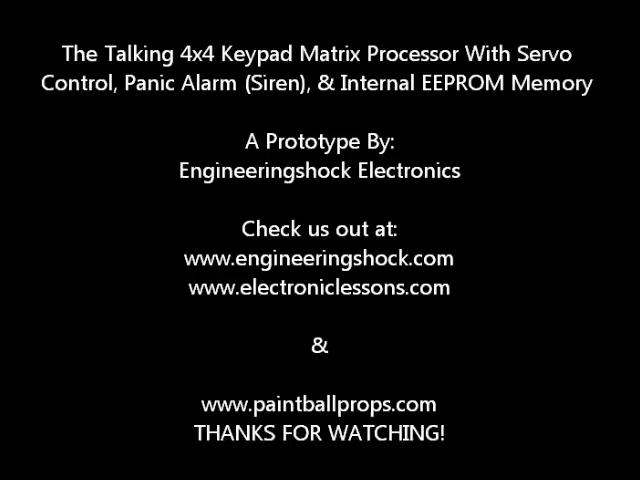 The Talking 4x4 Keypad Matrix Processor With Servo
Control, Panic Alarm (Siren), & Internal EEPROM Memory
A Prototype By:
Engineeringshock Electronics
Check us out at:
www.engineeringshock.com
www.electroniclessons.com
&
www.paintballprops.com
THANKS FOR WATCHING!